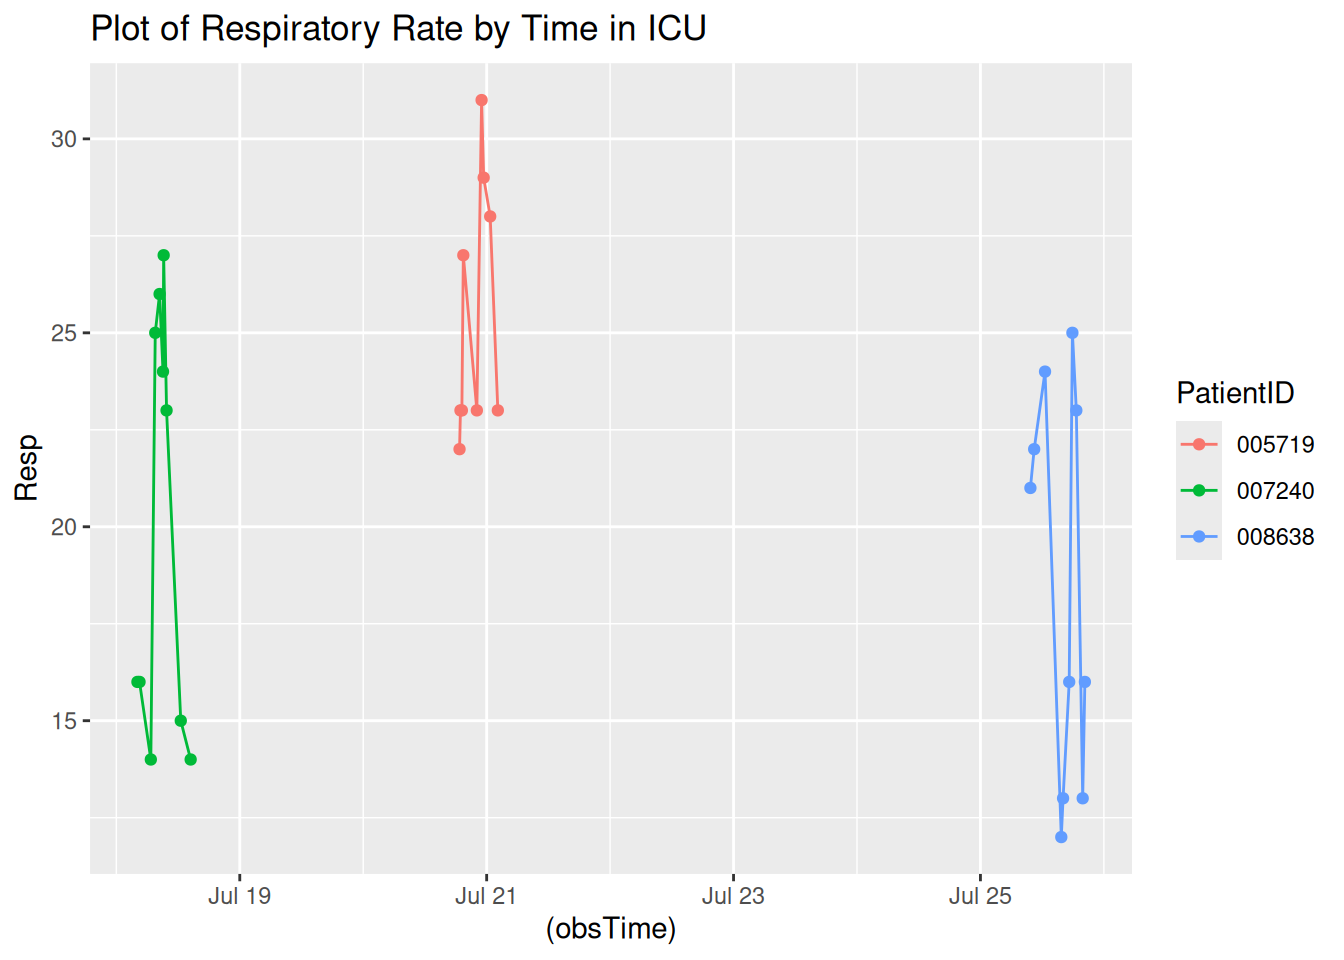 Plot of Respiratory Rate by Time in ICU
30
25
20
15
Resp
Jul 19
Jul 21
Jul 23
Jul 25
(obsTime)
PatientID
005719
007240
008638